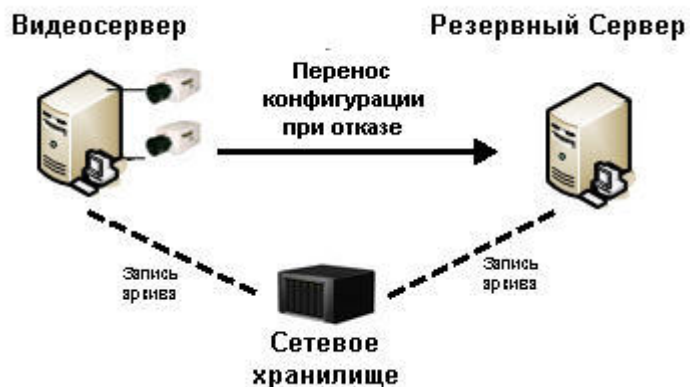 Видеосервер
Резервный Сервер
Перенос
конфигурации
при отказе
Запись
архива
Запись
архива
Сетевое
хранилище